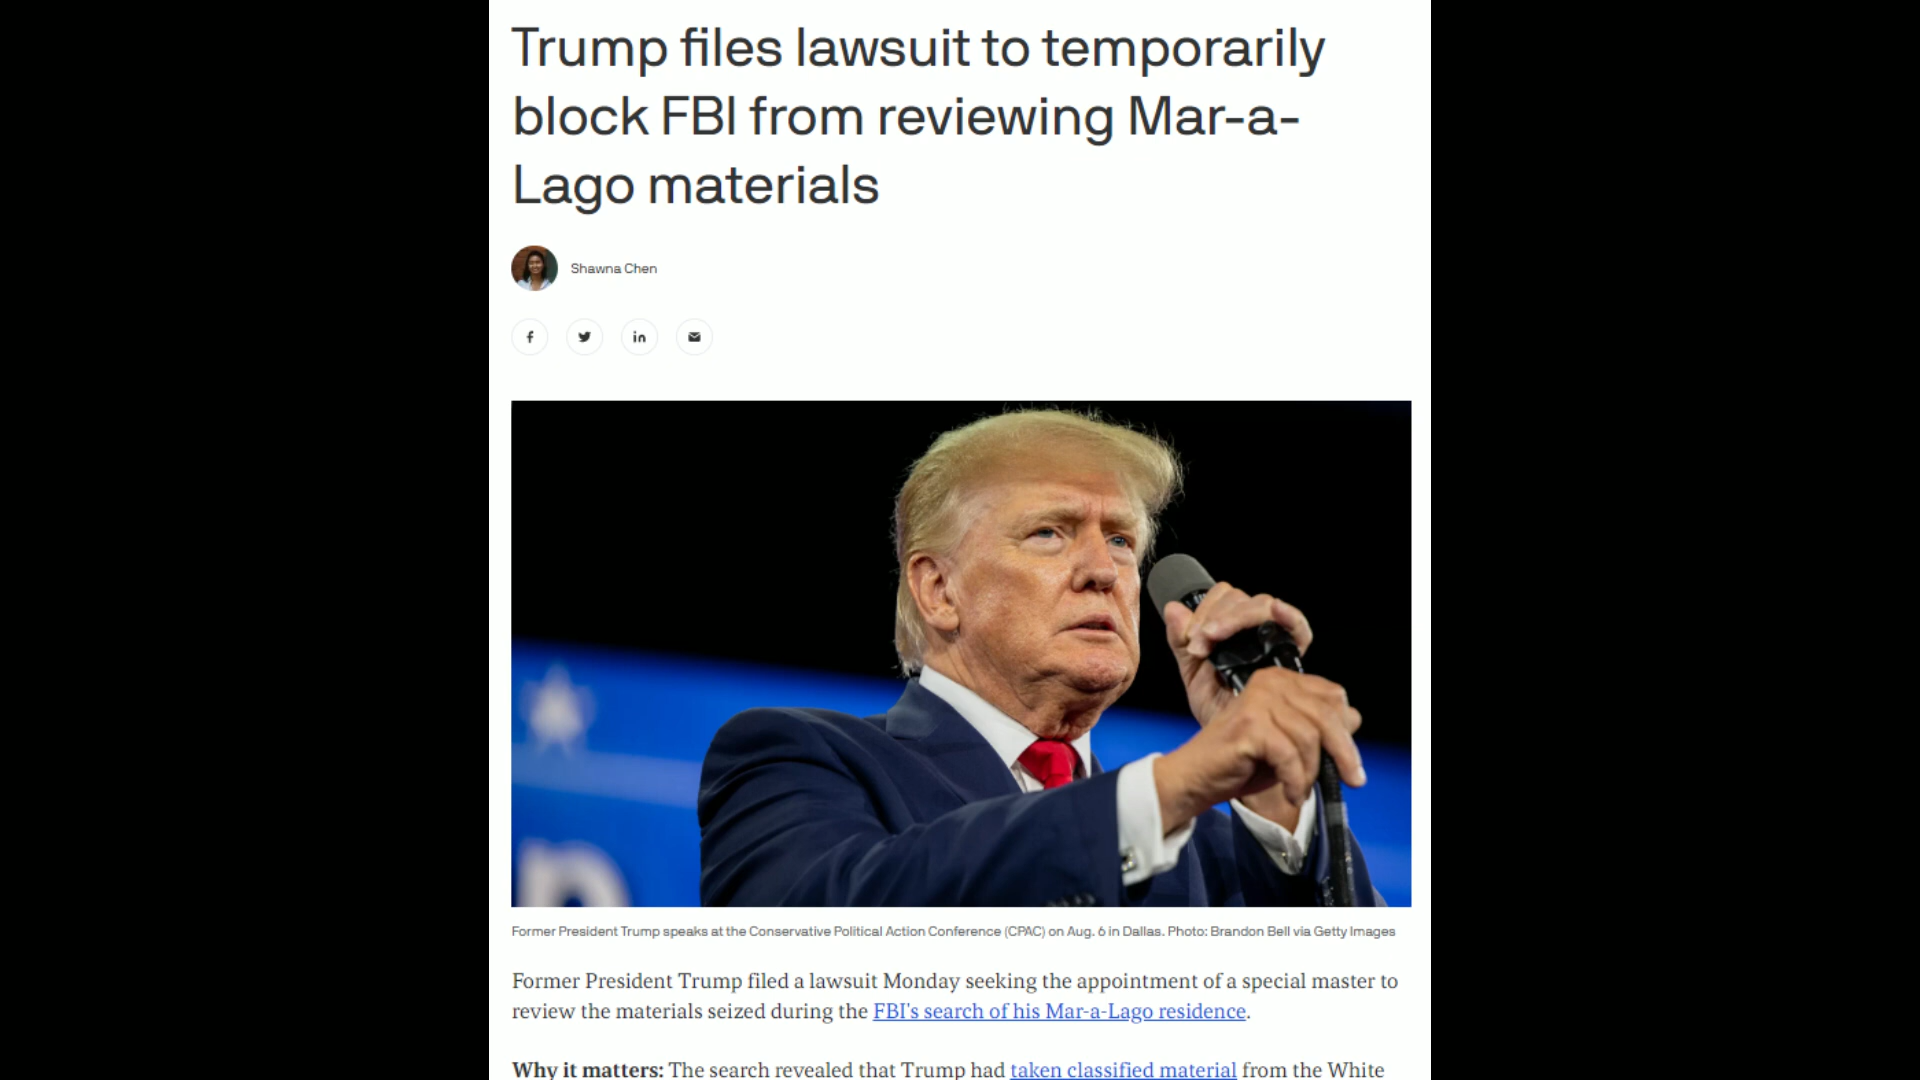 Trump files lawsuit to temporarily
block FBI from reviewing Mar-a-
Lago materials
Shawna Chen
Former President Trump speaks at the Conservative Political Action Conference (CPAC) on Aug. 6 in Dallas. Photo: Brandon Bell via Getty Images
Former President Trump filed a lawsuit Monday seeking the appointment of a special master to
review the materials seized during the FBI's search of his Mar-a-Lago residence.
Why it matters: The search revealed that Trump had taken classified material from the White